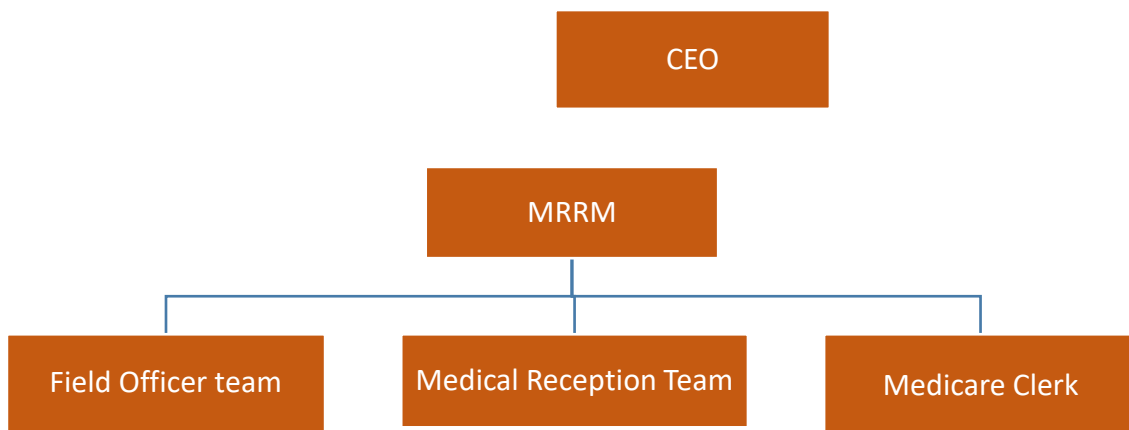 CEO
MRRM
Field Officer team
Medical Reception Team
Medicare Clerk